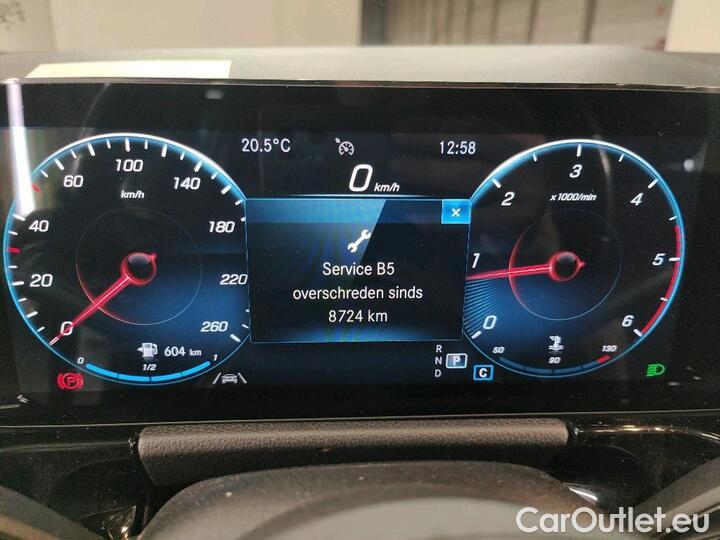 20.5°C 12:58
0 km/h
0 20 40 60 100 140 180 220 260
km/h
604 km
0 1/2 1
Service B5
overschreden sinds
8724 km
×
0 1 2 3 4 5 6
x1000/min
50 90 130
R
N P
D C
(P)
CarOutlet.eu